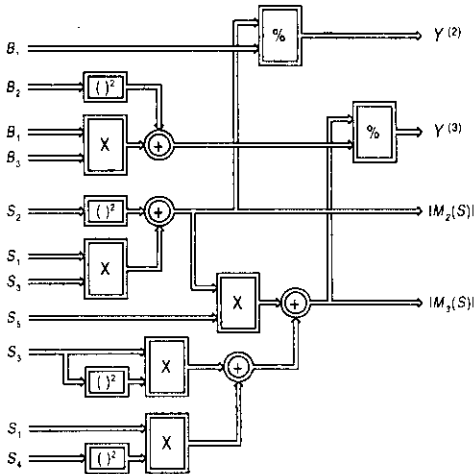 B₁
%
Y⁽²⁾
B₂
( )²
+
B₁
B₃
X
%
Y⁽³⁾
S₂
( )²
+
|M₂(S)|
S₁
S₃
X
S₅
X
+
|M₃(S)|
S₃
( )²
X
+
S₁
S₄
( )²
X